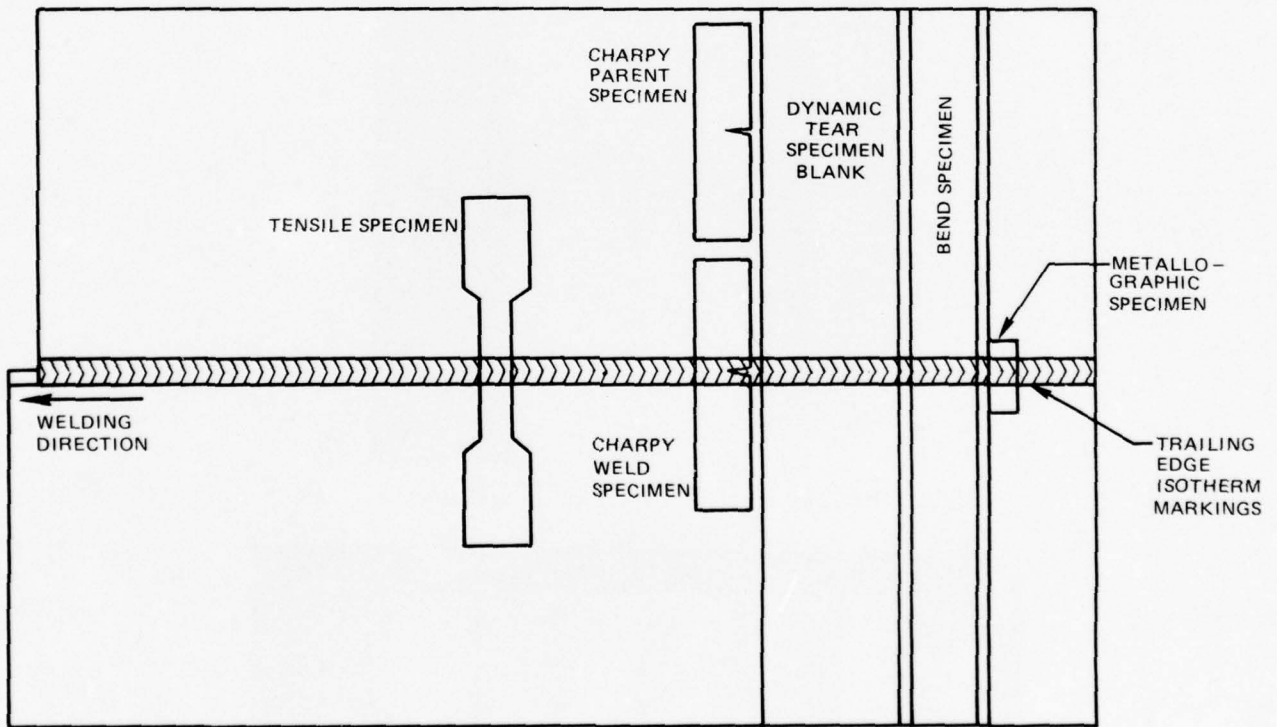 CHARPY
PARENT
SPECIMEN
DYNAMIC
TEAR
SPECIMEN
BLANK
BEND SPECIMEN
TENSILE SPECIMEN
METALLO-
GRAPHIC
SPECIMEN
WELDING
DIRECTION
CHARPY
WELD
SPECIMEN
TRAILING
EDGE
ISOTHERM
MARKINGS